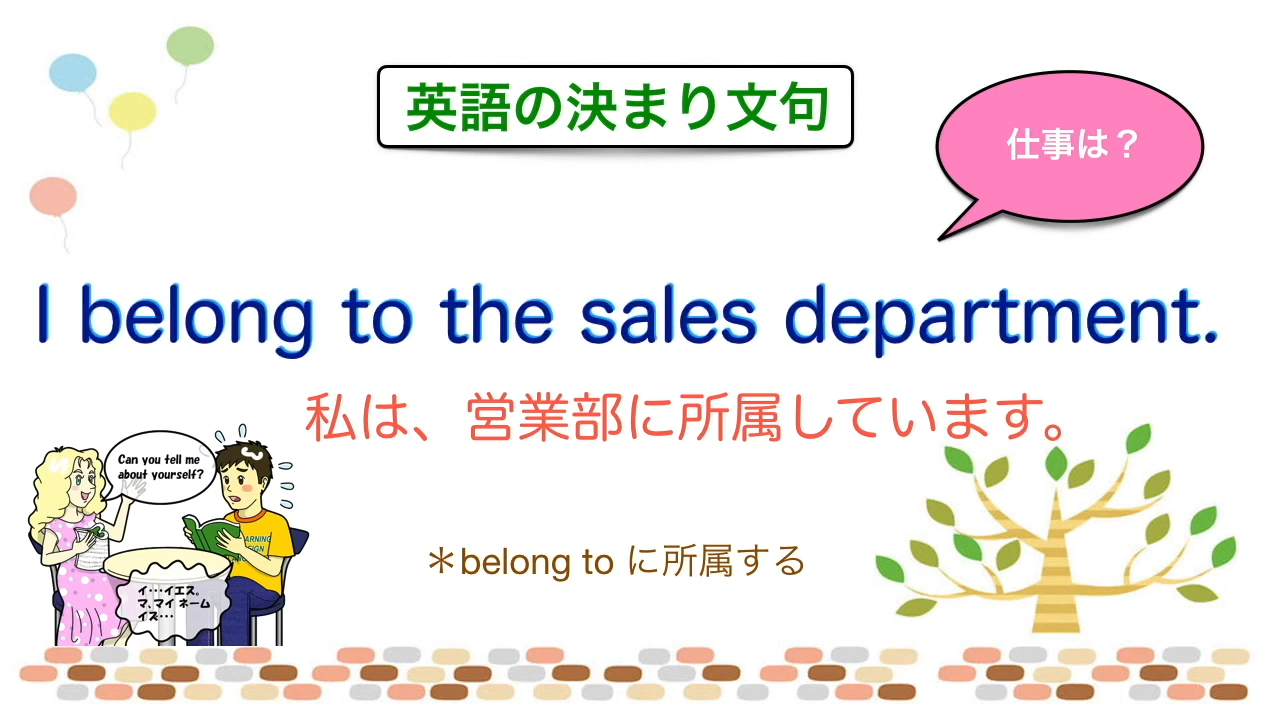 英語の決まり文句
仕事は？
I belong to the sales department.
私は、営業部に所属しています。
Can you tell me
about yourself?
ARNING
イ・・・イエス。
マ、マイ ネーム
イズ・・・
＊belong to に所属する